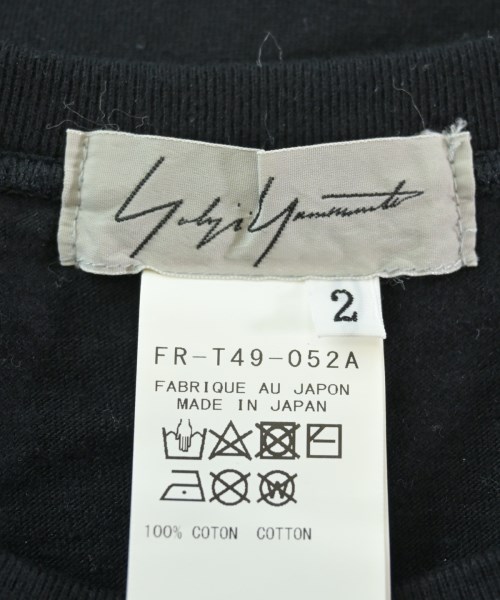 Yohji Yamamoto
2
FR-T49-052A
FABRIQUE AU JAPON
MADE IN JAPAN
W
100% COTON COTTON